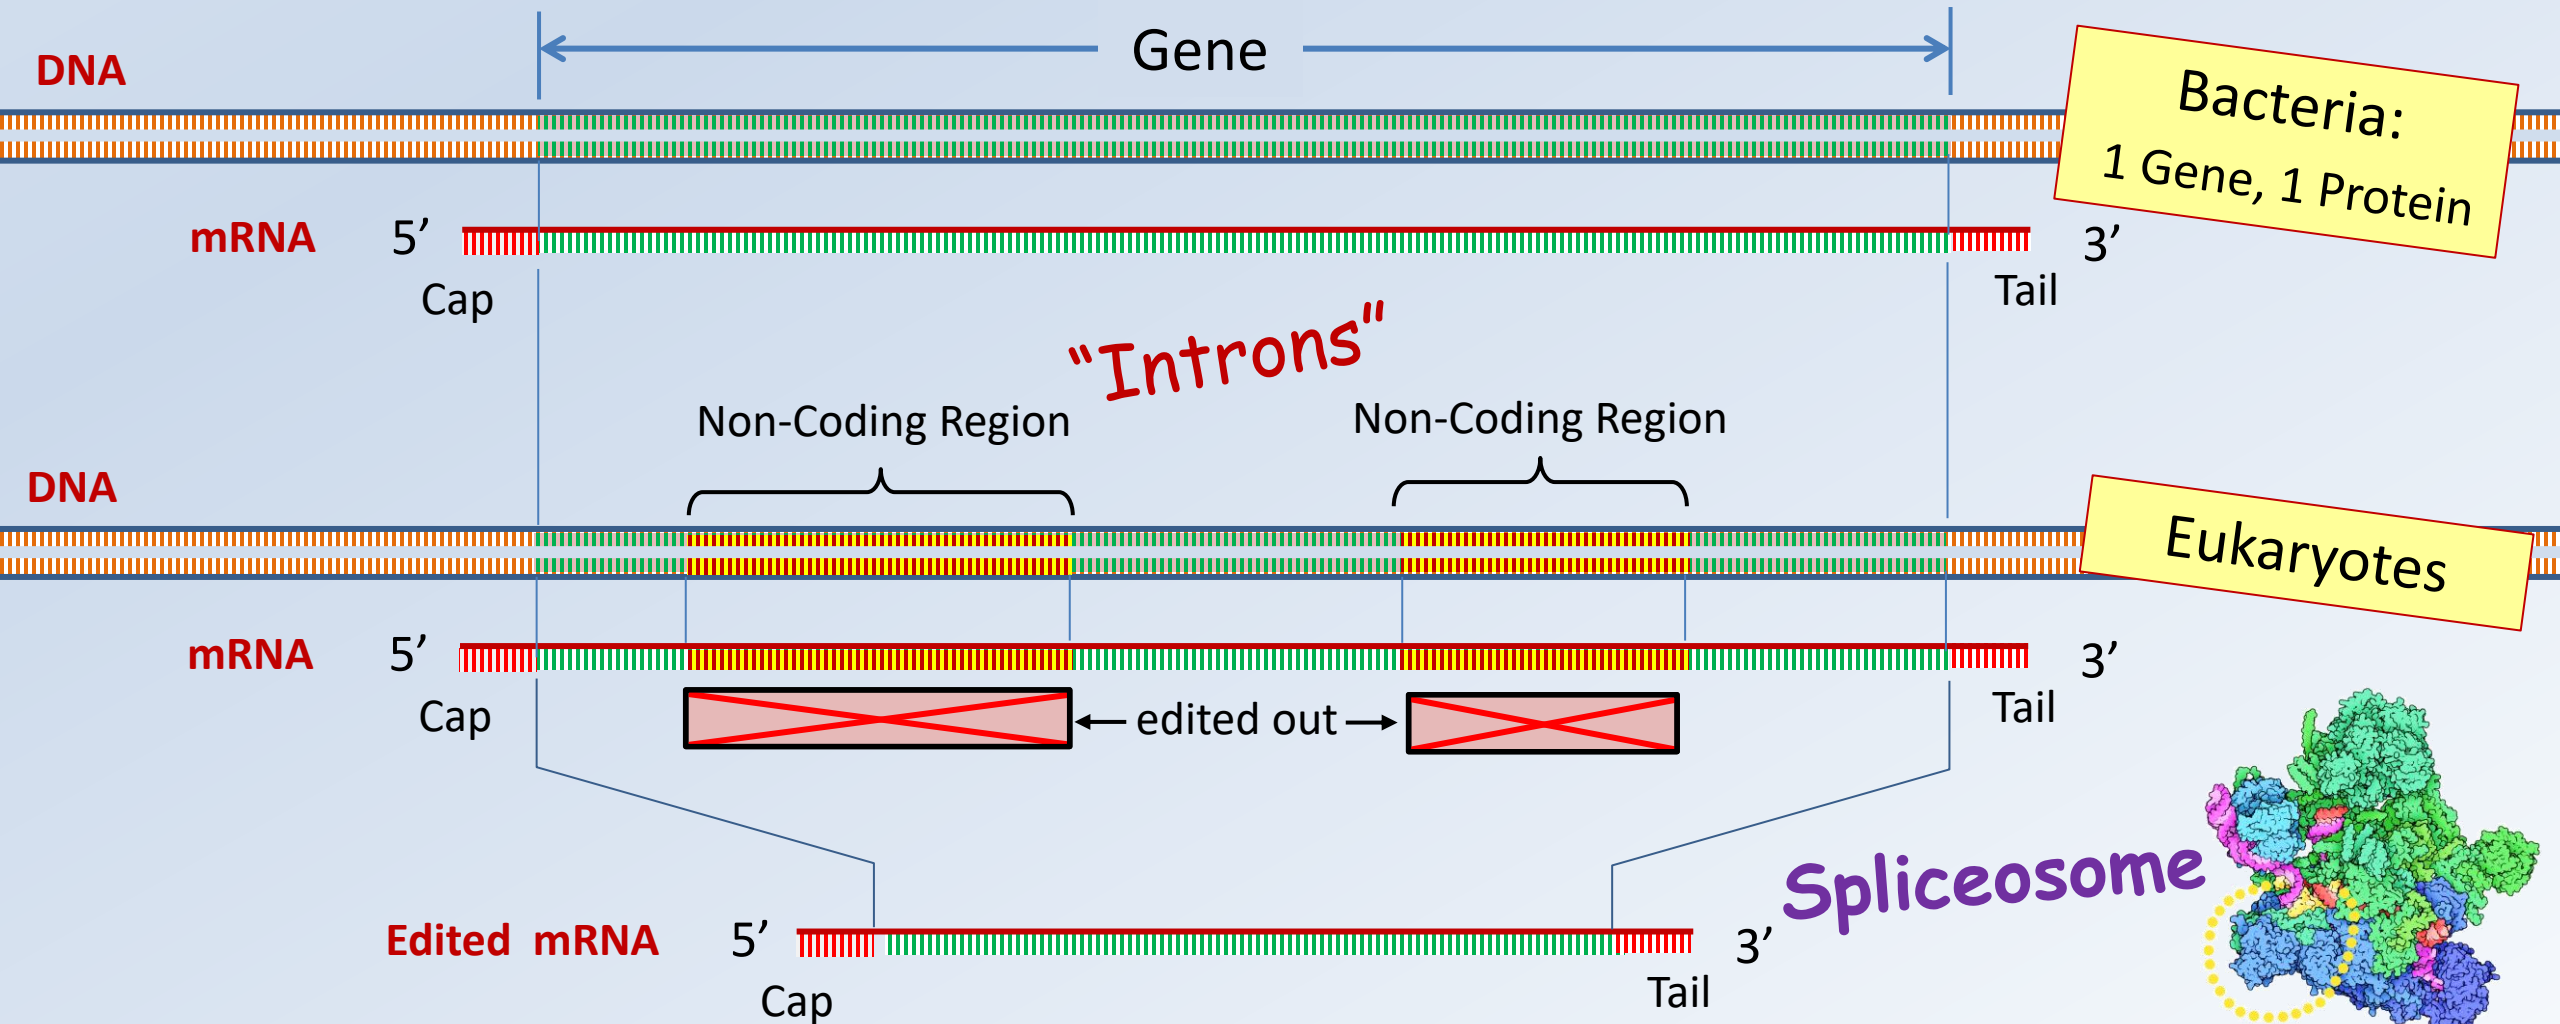 Gene
DNA
Bacteria:
1 Gene, 1 Protein
mRNA 5’ 3’
Cap Tail
“Introns”
Non-Coding Region Non-Coding Region
DNA
Eukaryotes
mRNA 5’ 3’
Cap edited out Tail
Spliceosome
Edited mRNA 5’ 3’
Cap Tail